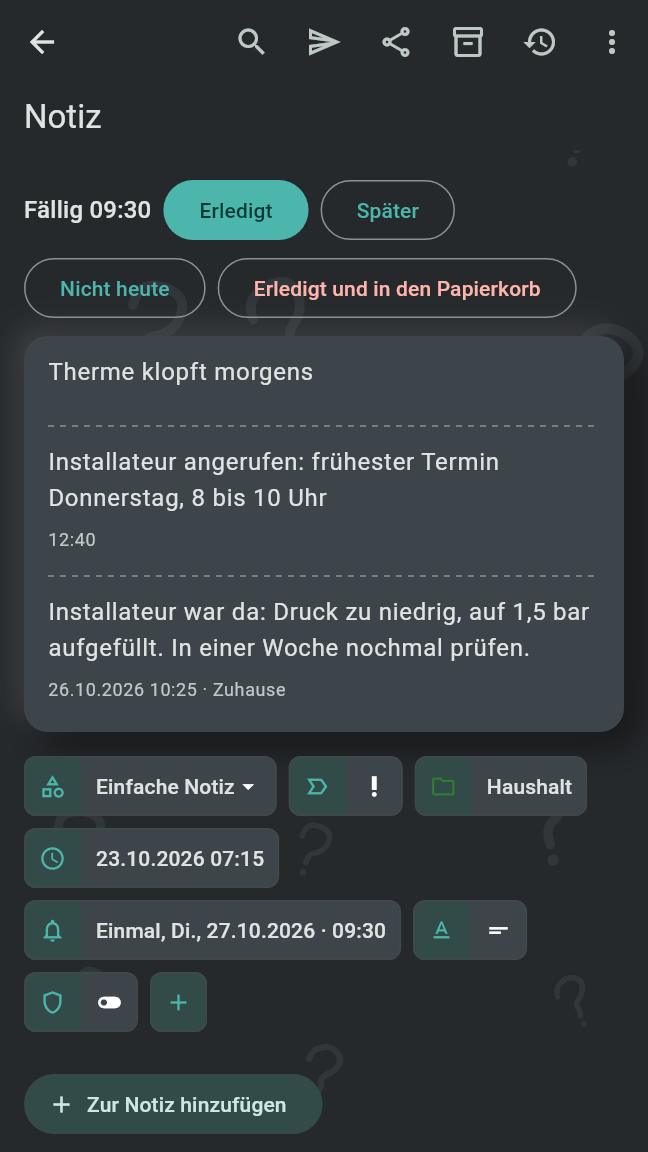 Notiz
Fällig 09:30
Erledigt
Später
Nicht heute
Erledigt und in den Papierkorb
Therme klopft morgens
Installateur angerufen: frühester Termin
Donnerstag, 8 bis 10 Uhr
12:40
Installateur war da: Druck zu niedrig, auf 1,5 bar
aufgefüllt. In einer Woche nochmal prüfen.
26.10.2026 10:25 · Zuhause
Einfache Notiz
Haushalt
23.10.2026 07:15
Einmal, Di., 27.10.2026 · 09:30
Zur Notiz hinzufügen